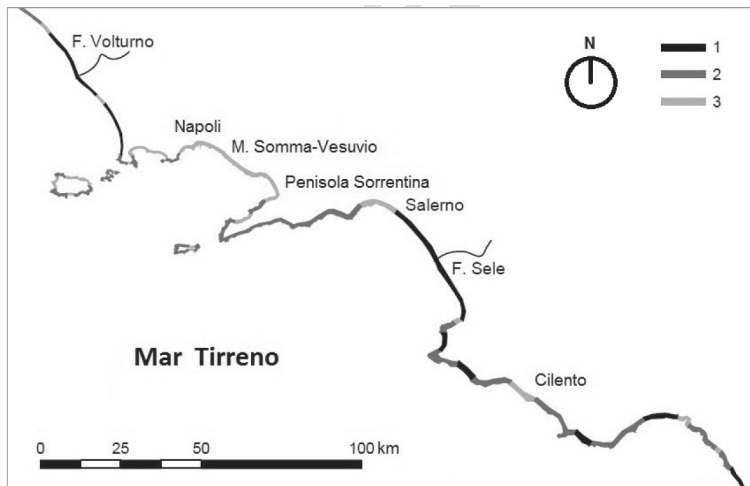 F. Volturno
N
1
2
3
Napoli
M. Somma-Vesuvio
Penisola Sorrentina
Salerno
F. Sele
Mar Tirreno
Cilento
0 25 50 100 km